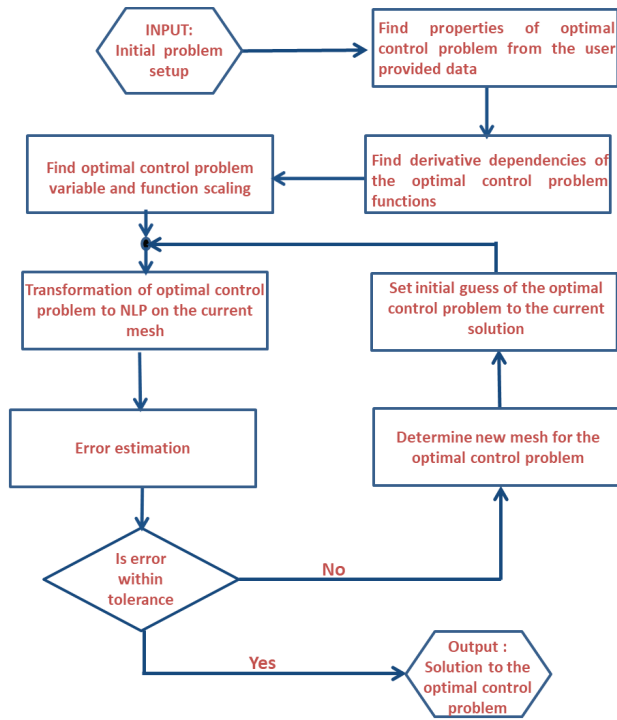 INPUT:
Initial problem
setup
Find properties of optimal
control problem from the user
provided data
Find optimal control problem
variable and function scaling
Find derivative dependencies of
the optimal control problem
functions
Transformation of optimal control
problem to NLP on the current
mesh
Set initial guess of the optimal
control problem to the current
solution
Error estimation
Determine new mesh for the
optimal control problem
Is error
within
tolerance
No
Yes
Output :
Solution to the
optimal control
problem